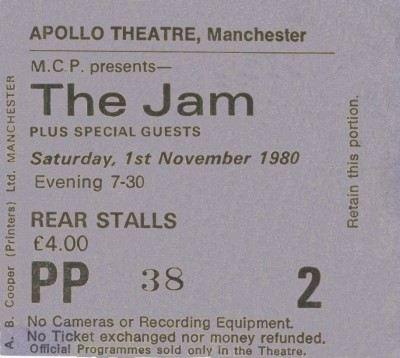 APOLLO THEATRE, Manchester
M.C.P. presents—
The Jam
PLUS SPECIAL GUESTS
Saturday, 1st November 1980
Evening 7-30
REAR STALLS
£4.00
PP 38 2
No Cameras or Recording Equipment.
No Ticket exchanged nor money refunded.
Official Programmes sold only in the Theatre.
A. B. Cooper (Printers) Ltd. MANCHESTER
Retain this portion.